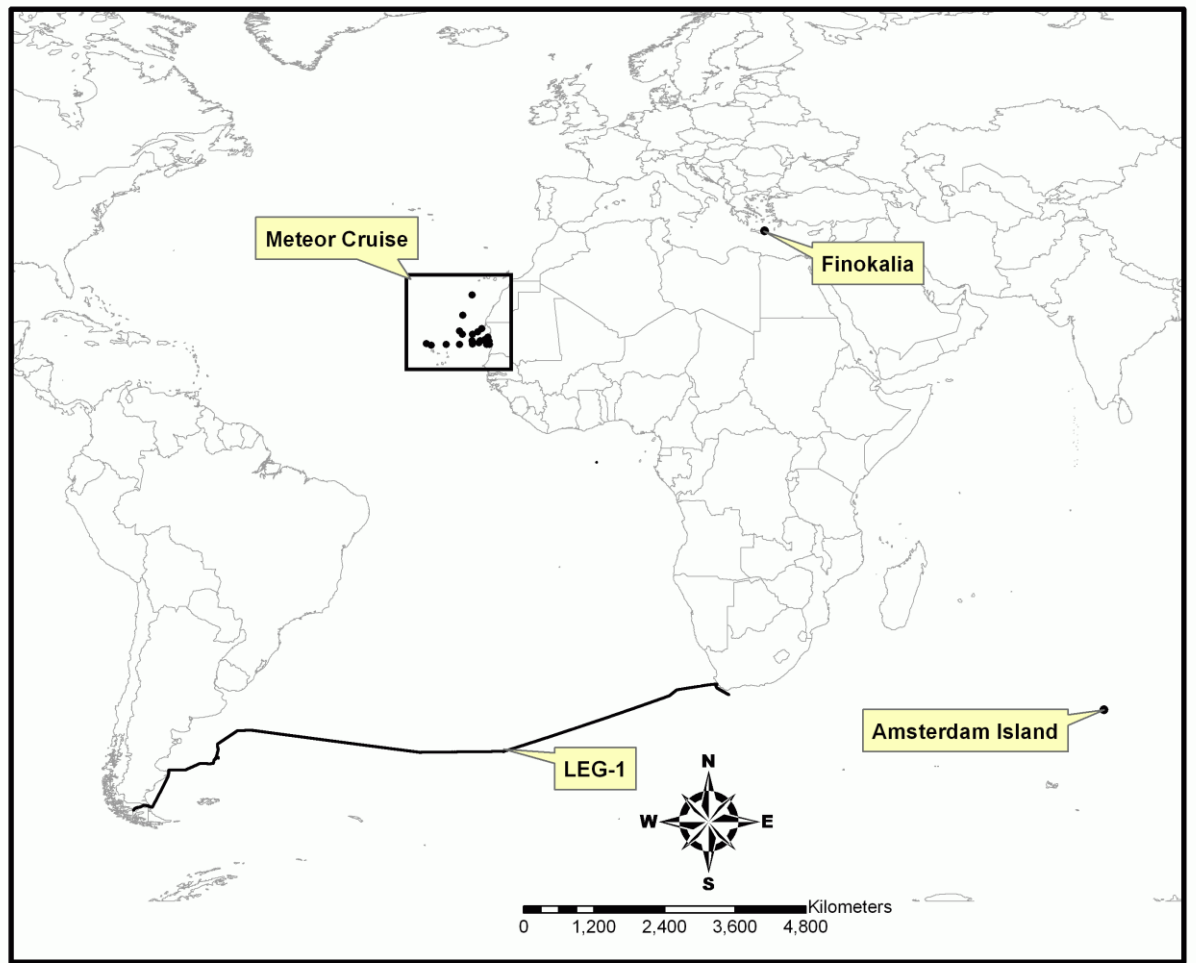 Meteor Cruise
Finokalia
Amsterdam Island
LEG-1
N
W E
S
Kilometers
0 1,200 2,400 3,600 4,800